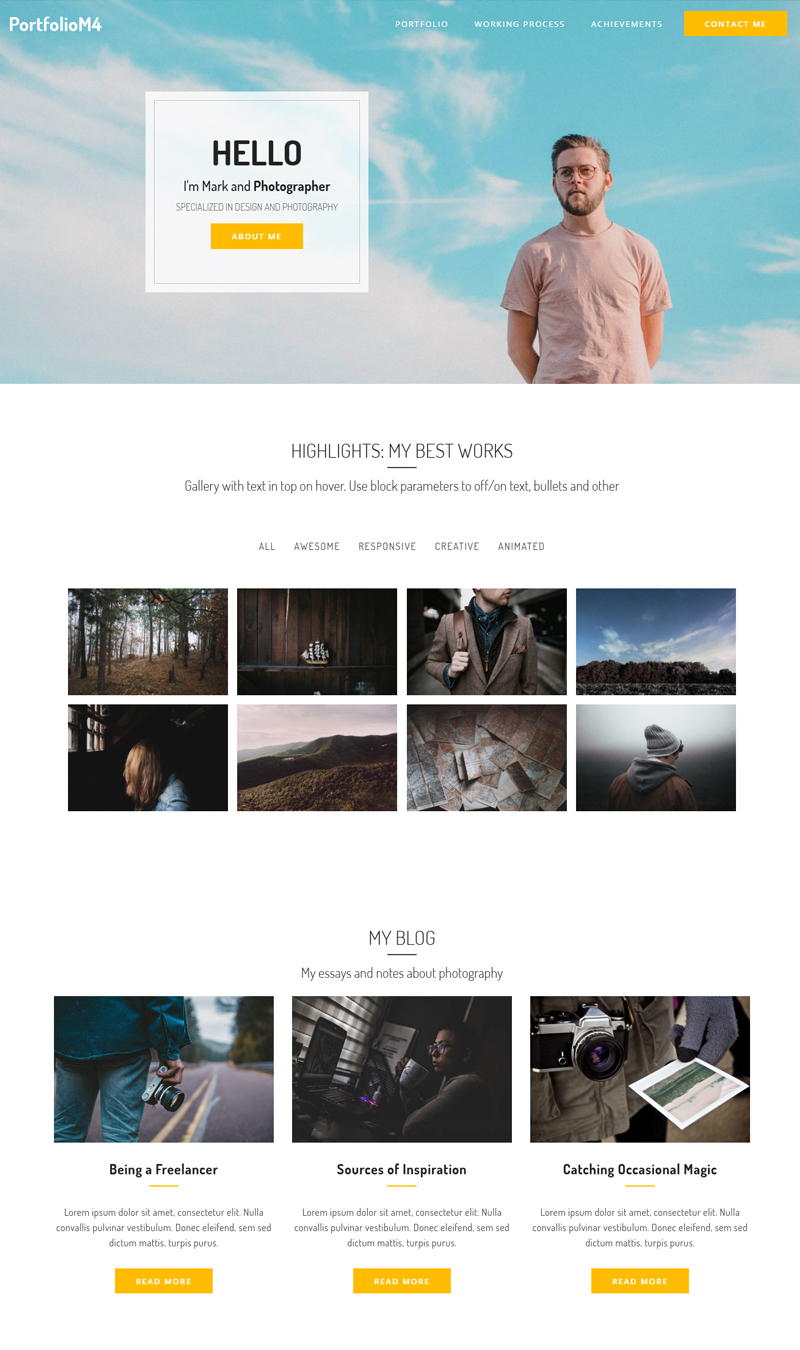 PortfolioM4
PORTFOLIO WORKING PROCESS ACHIEVEMENTS CONTACT ME
HELLO
I'm Mark and Photographer
SPECIALIZED IN DESIGN AND PHOTOGRAPHY
ABOUT ME
HIGHLIGHTS: MY BEST WORKS
Gallery with text in top on hover. Use block parameters to off/on text, bullets and other
ALL AWESOME RESPONSIVE CREATIVE ANIMATED
MY BLOG
My essays and notes about photography
Being a Freelancer
Lorem ipsum dolor sit amet, consectetur elit. Nulla
convallis pulvinar vestibulum. Donec eleifend, sem sed
dictum mattis, turpis purus.
READ MORE
Sources of Inspiration
Lorem ipsum dolor sit amet, consectetur elit. Nulla
convallis pulvinar vestibulum. Donec eleifend, sem sed
dictum mattis, turpis purus.
READ MORE
Catching Occasional Magic
Lorem ipsum dolor sit amet, consectetur elit. Nulla
convallis pulvinar vestibulum. Donec eleifend, sem sed
dictum mattis, turpis purus.
READ MORE